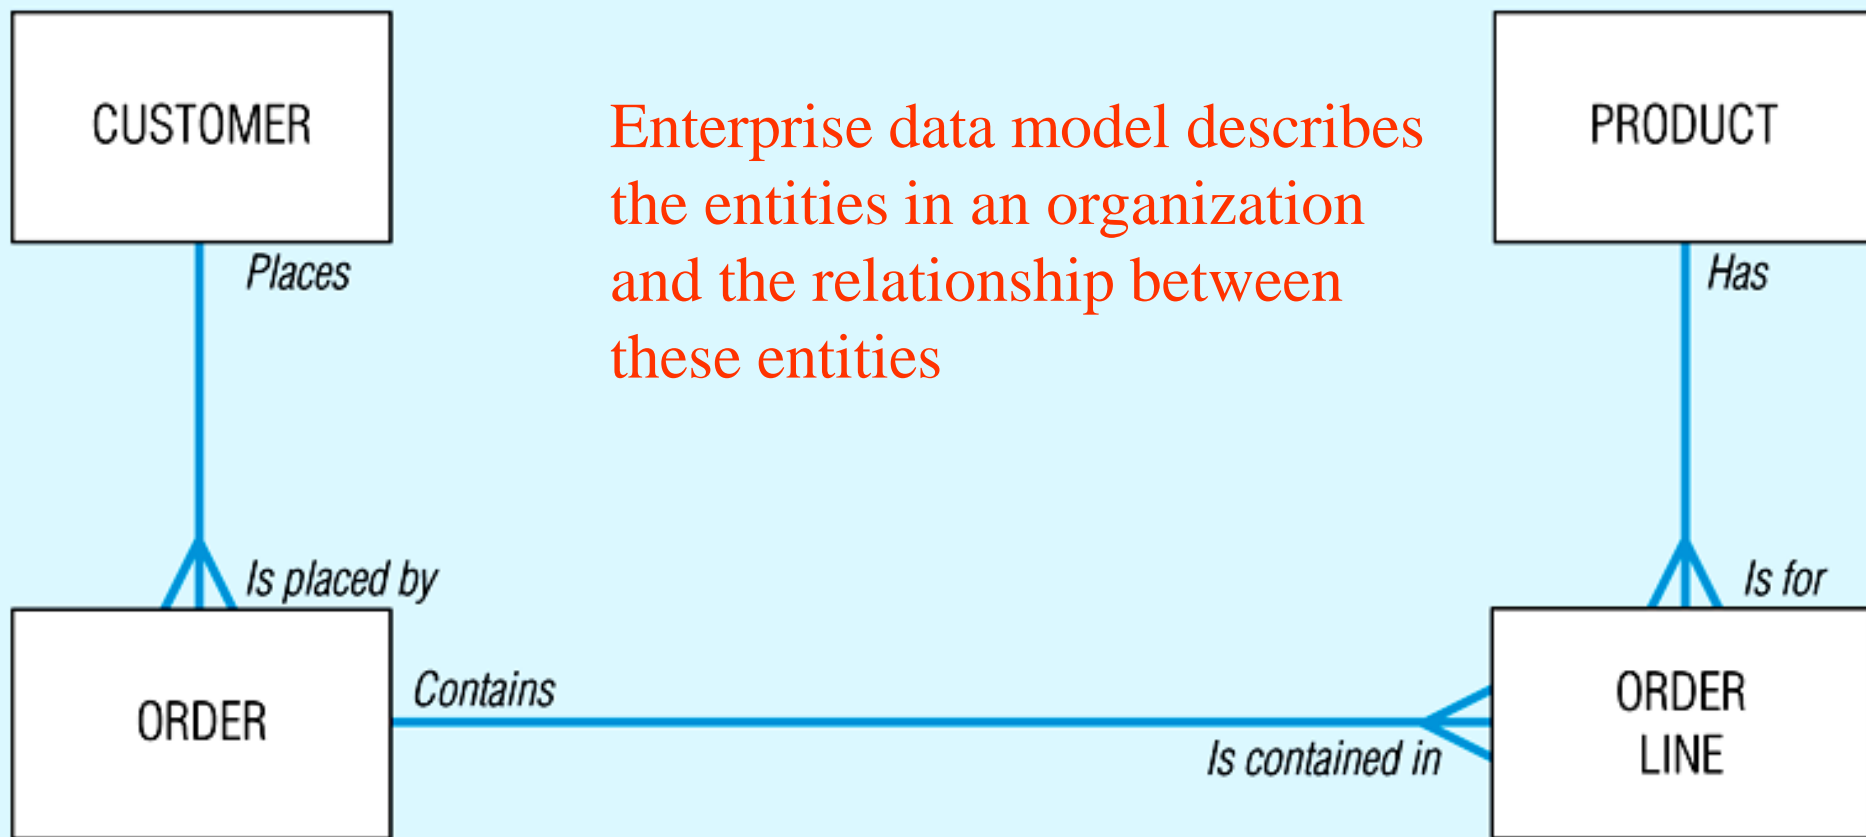 CUSTOMER
Enterprise data model describes
the entities in an organization
and the relationship between
these entities
PRODUCT
Places
Has
Is placed by
Is for
ORDER
Contains
Is contained in
ORDER
LINE